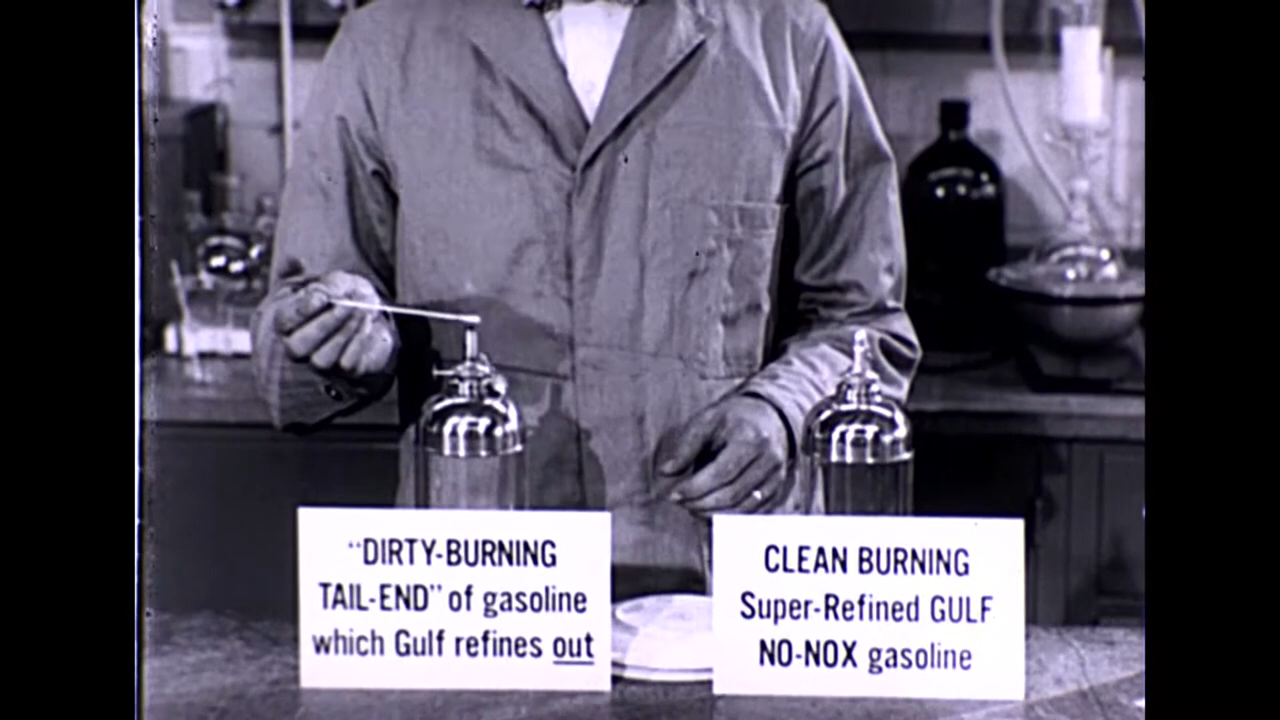 "DIRTY-BURNING
TAIL-END" of gasoline
which Gulf refines out
CLEAN BURNING
Super-Refined GULF
NO-NOX gasoline